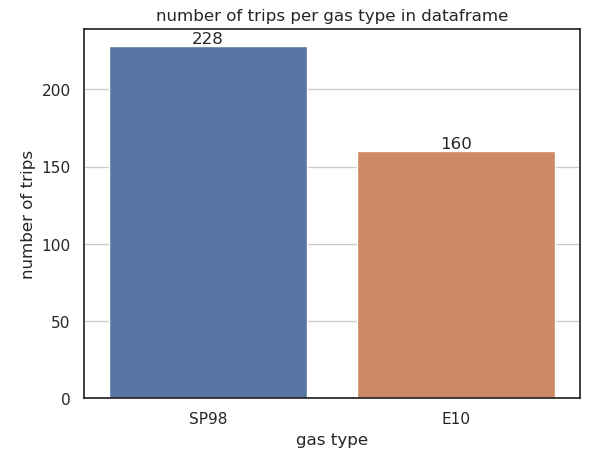 number of trips per gas type in dataframe
228
200
160
150
100
50
0
number of trips
SP98
E10
gas type